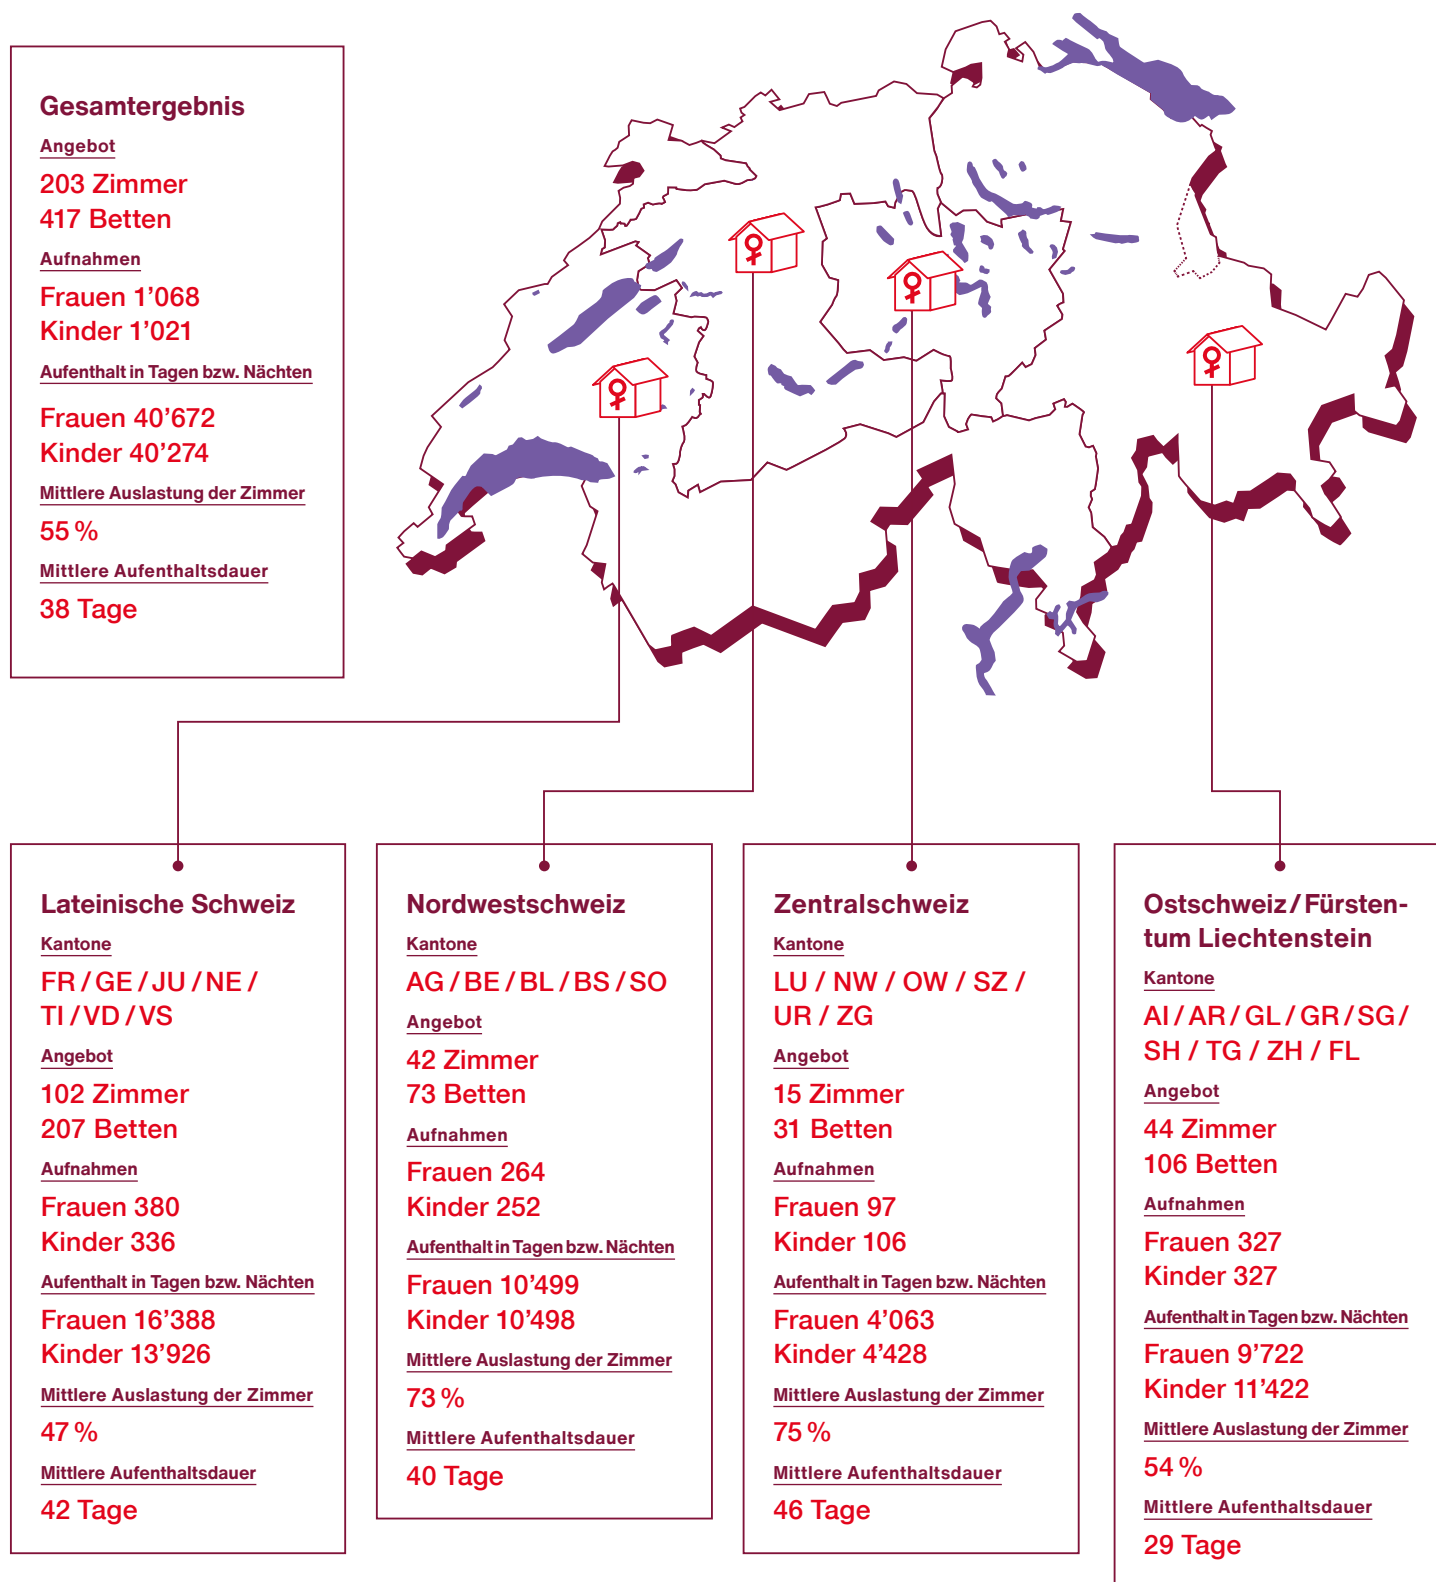 Gesamtergebnis
Angebot
203 Zimmer
417 Betten
Aufnahmen
Frauen 1’068
Kinder 1’021
Aufenthalt in Tagen bzw. Nächten
Frauen 40’672
Kinder 40’274
Mittlere Auslastung der Zimmer
55 %
Mittlere Aufenthaltsdauer
38 Tage
Lateinische Schweiz
Kantone
FR / GE / JU / NE /
TI / VD / VS
Angebot
102 Zimmer
207 Betten
Aufnahmen
Frauen 380
Kinder 336
Aufenthalt in Tagen bzw. Nächten
Frauen 16’388
Kinder 13’926
Mittlere Auslastung der Zimmer
47 %
Mittlere Aufenthaltsdauer
42 Tage
Nordwestschweiz
Kantone
AG / BE / BL / BS / SO
Angebot
42 Zimmer
73 Betten
Aufnahmen
Frauen 264
Kinder 252
Aufenthalt in Tagen bzw. Nächten
Frauen 10’499
Kinder 10’498
Mittlere Auslastung der Zimmer
73 %
Mittlere Aufenthaltsdauer
40 Tage
Zentralschweiz
Kantone
LU / NW / OW / SZ /
UR / ZG
Angebot
15 Zimmer
31 Betten
Aufnahmen
Frauen 97
Kinder 106
Aufenthalt in Tagen bzw. Nächten
Frauen 4’063
Kinder 4’428
Mittlere Auslastung der Zimmer
75 %
Mittlere Aufenthaltsdauer
46 Tage
Ostschweiz / Fürsten-
tum Liechtenstein
Kantone
AI / AR / GL / GR / SG /
SH / TG / ZH / FL
Angebot
44 Zimmer
106 Betten
Aufnahmen
Frauen 327
Kinder 327
Aufenthalt in Tagen bzw. Nächten
Frauen 9’722
Kinder 11’422
Mittlere Auslastung der Zimmer
54 %
Mittlere Aufenthaltsdauer
29 Tage